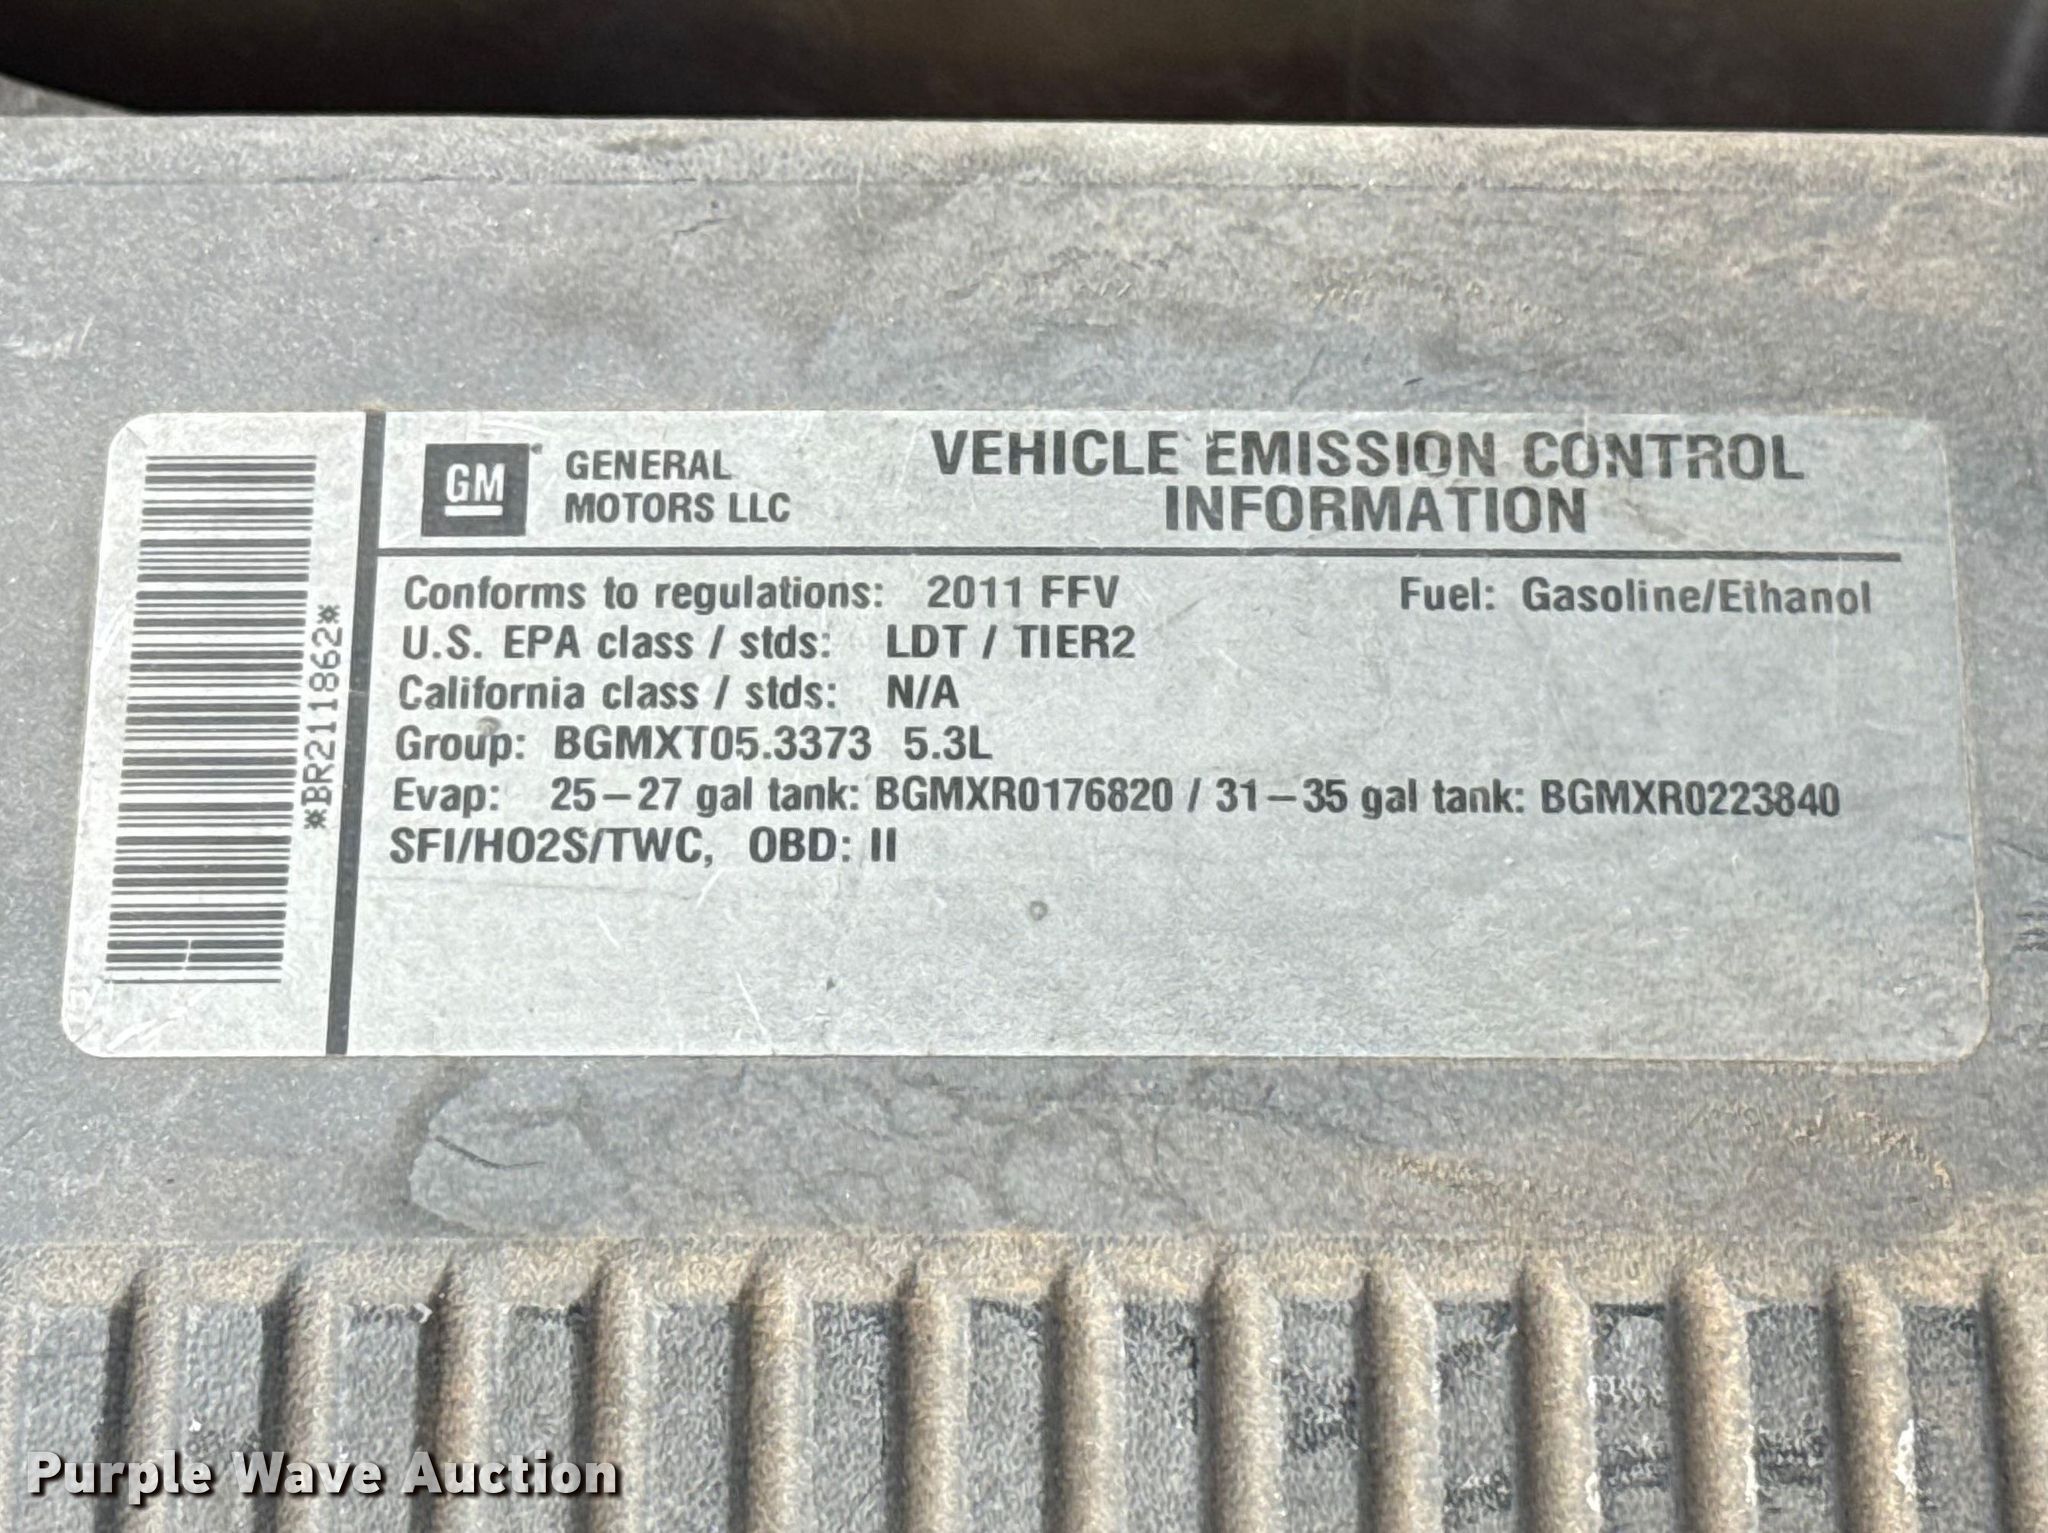 GM
GENERAL
MOTORS LLC
VEHICLE EMISSION CONTROL
INFORMATION
Conforms to regulations: 2011 FFV Fuel: Gasoline/Ethanol
U.S. EPA class / stds: LDT / TIER2
California class / stds: N/A
Group: BGMXT05.3373 5.3L
Evap: 25-27 gal tank: BGMXR0176820 / 31-35 gal tank: BGMXR0223840
SFI/HO2S/TWC, OBD: II
*BR211862*
Purple Wave Auction